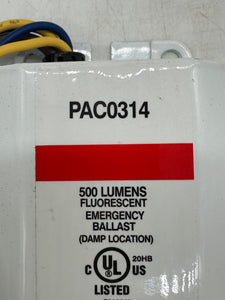 PAC0314
500 LUMENS
FLUORESCENT
EMERGENCY
BALLAST
(DAMP LOCATION)
20HB
C UL US
LISTED